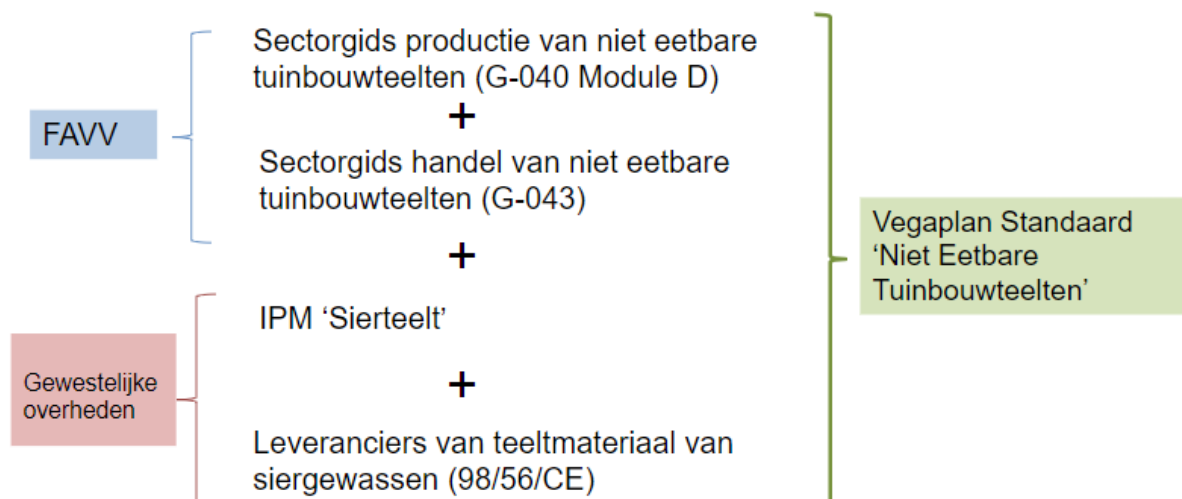 Sectorgids productie van niet eetbare
tuinbouwteelten (G-040 Module D)
+
FAVV
Sectorgids handel van niet eetbare
tuinbouwteelten (G-043)
+
Vegaplan Standaard
‘Niet Eetbare
Tuinbouwteelten’
IPM ‘Sierteelt’
+
Gewestelijke
overheden
Leveranciers van teeltmateriaal van
siergewassen (98/56/CE)